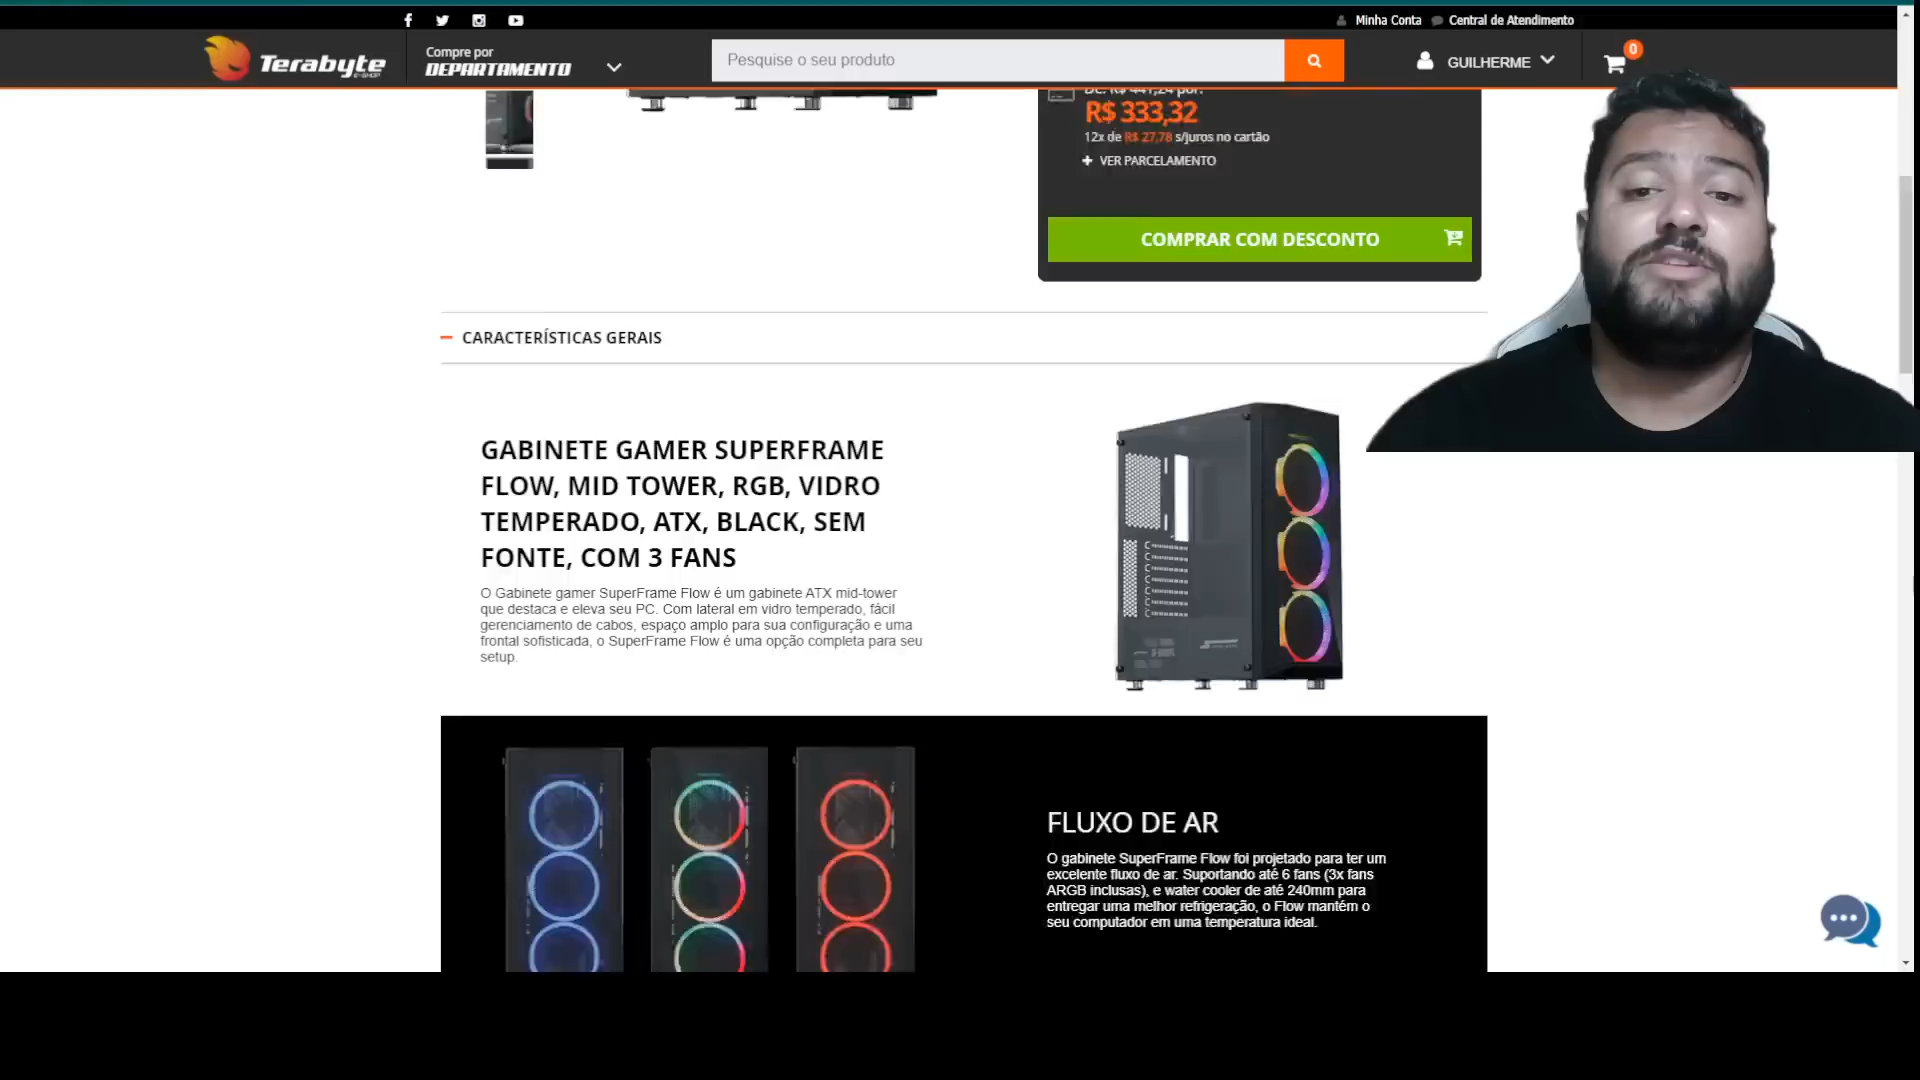 Minha Conta
Central de Atendimento
Terabyte
E-SHOP
Compre por
DEPARTAMENTO
Pesquise o seu produto
GUILHERME
0
DE: R$ 441,24 por:
R$ 333,32
12x de R$ 27,78 s/juros no cartão
+ VER PARCELAMENTO
COMPRAR COM DESCONTO
CARACTERÍSTICAS GERAIS
GABINETE GAMER SUPERFRAME
FLOW, MID TOWER, RGB, VIDRO
TEMPERADO, ATX, BLACK, SEM
FONTE, COM 3 FANS
O Gabinete gamer SuperFrame Flow é um gabinete ATX mid-tower
que destaca e eleva seu PC. Com lateral em vidro temperado, fácil
gerenciamento de cabos, espaço amplo para sua configuração e uma
frontal sofisticada, o SuperFrame Flow é uma opção completa para seu
setup.
FLUXO DE AR
O gabinete SuperFrame Flow foi projetado para ter um
excelente fluxo de ar. Suportando até 6 fans (3x fans
ARGB inclusas), e water cooler de até 240mm para
entregar uma melhor refrigeração, o Flow mantém o
seu computador em uma temperatura ideal.